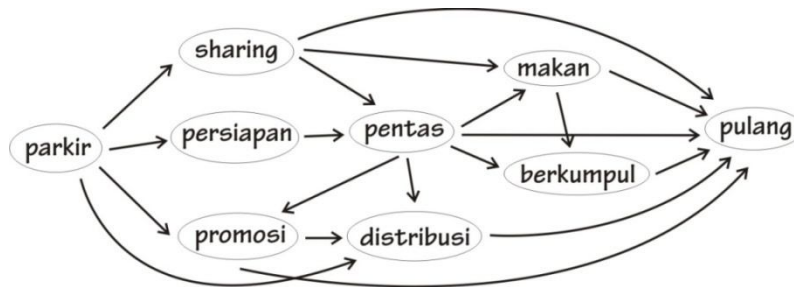 sharing
makan
persiapan
pentas
pulang
parkir
berkumpul
promosi
distribusi